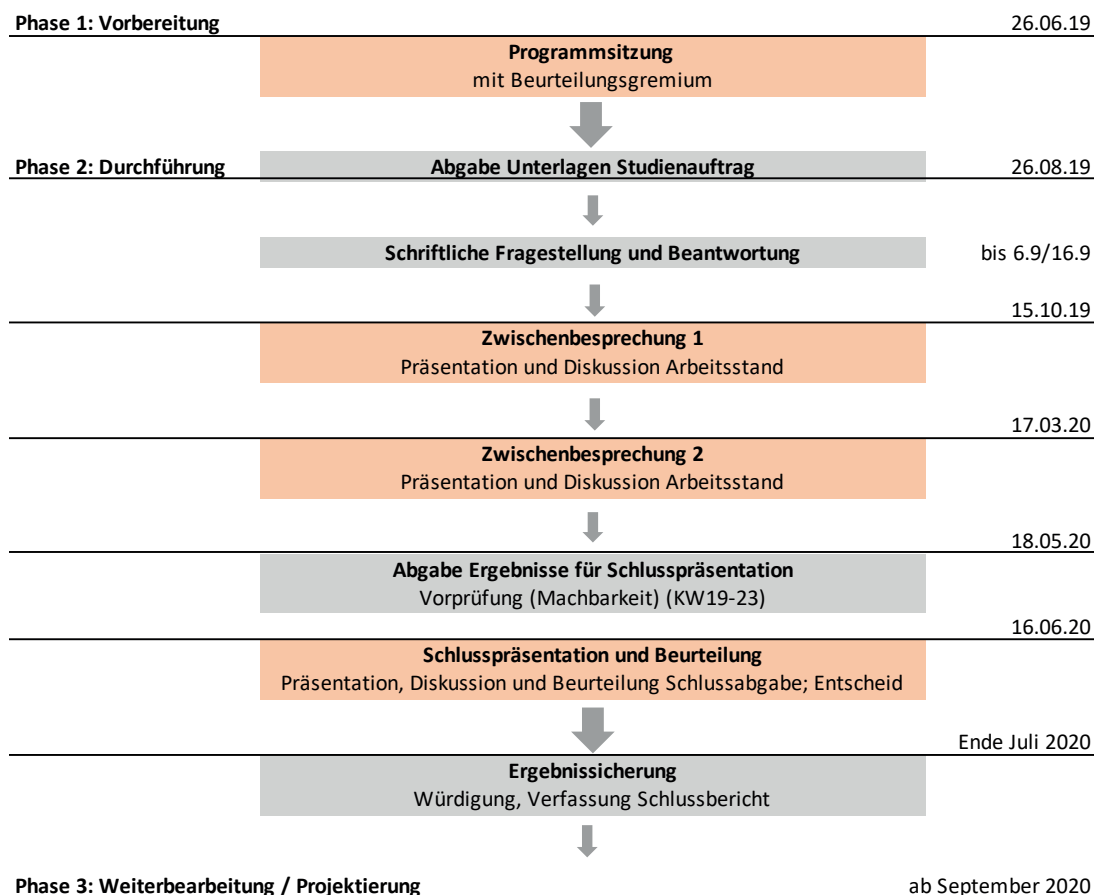 Phase 1: Vorbereitung 26.06.19
Programmsitzung
mit Beurteilungsgremium
Phase 2: Durchführung Abgabe Unterlagen Studienauftrag 26.08.19
Schriftliche Fragestellung und Beantwortung bis 6.9/16.9
15.10.19
Zwischenbesprechung 1
Präsentation und Diskussion Arbeitsstand
17.03.20
Zwischenbesprechung 2
Präsentation und Diskussion Arbeitsstand
18.05.20
Abgabe Ergebnisse für Schlusspräsentation
Vorprüfung (Machbarkeit) (KW19-23)
16.06.20
Schlusspräsentation und Beurteilung
Präsentation, Diskussion und Beurteilung Schlussabgabe; Entscheid
Ende Juli 2020
Ergebnissicherung
Würdigung, Verfassung Schlussbericht
Phase 3: Weiterbearbeitung / Projektierung ab September 2020